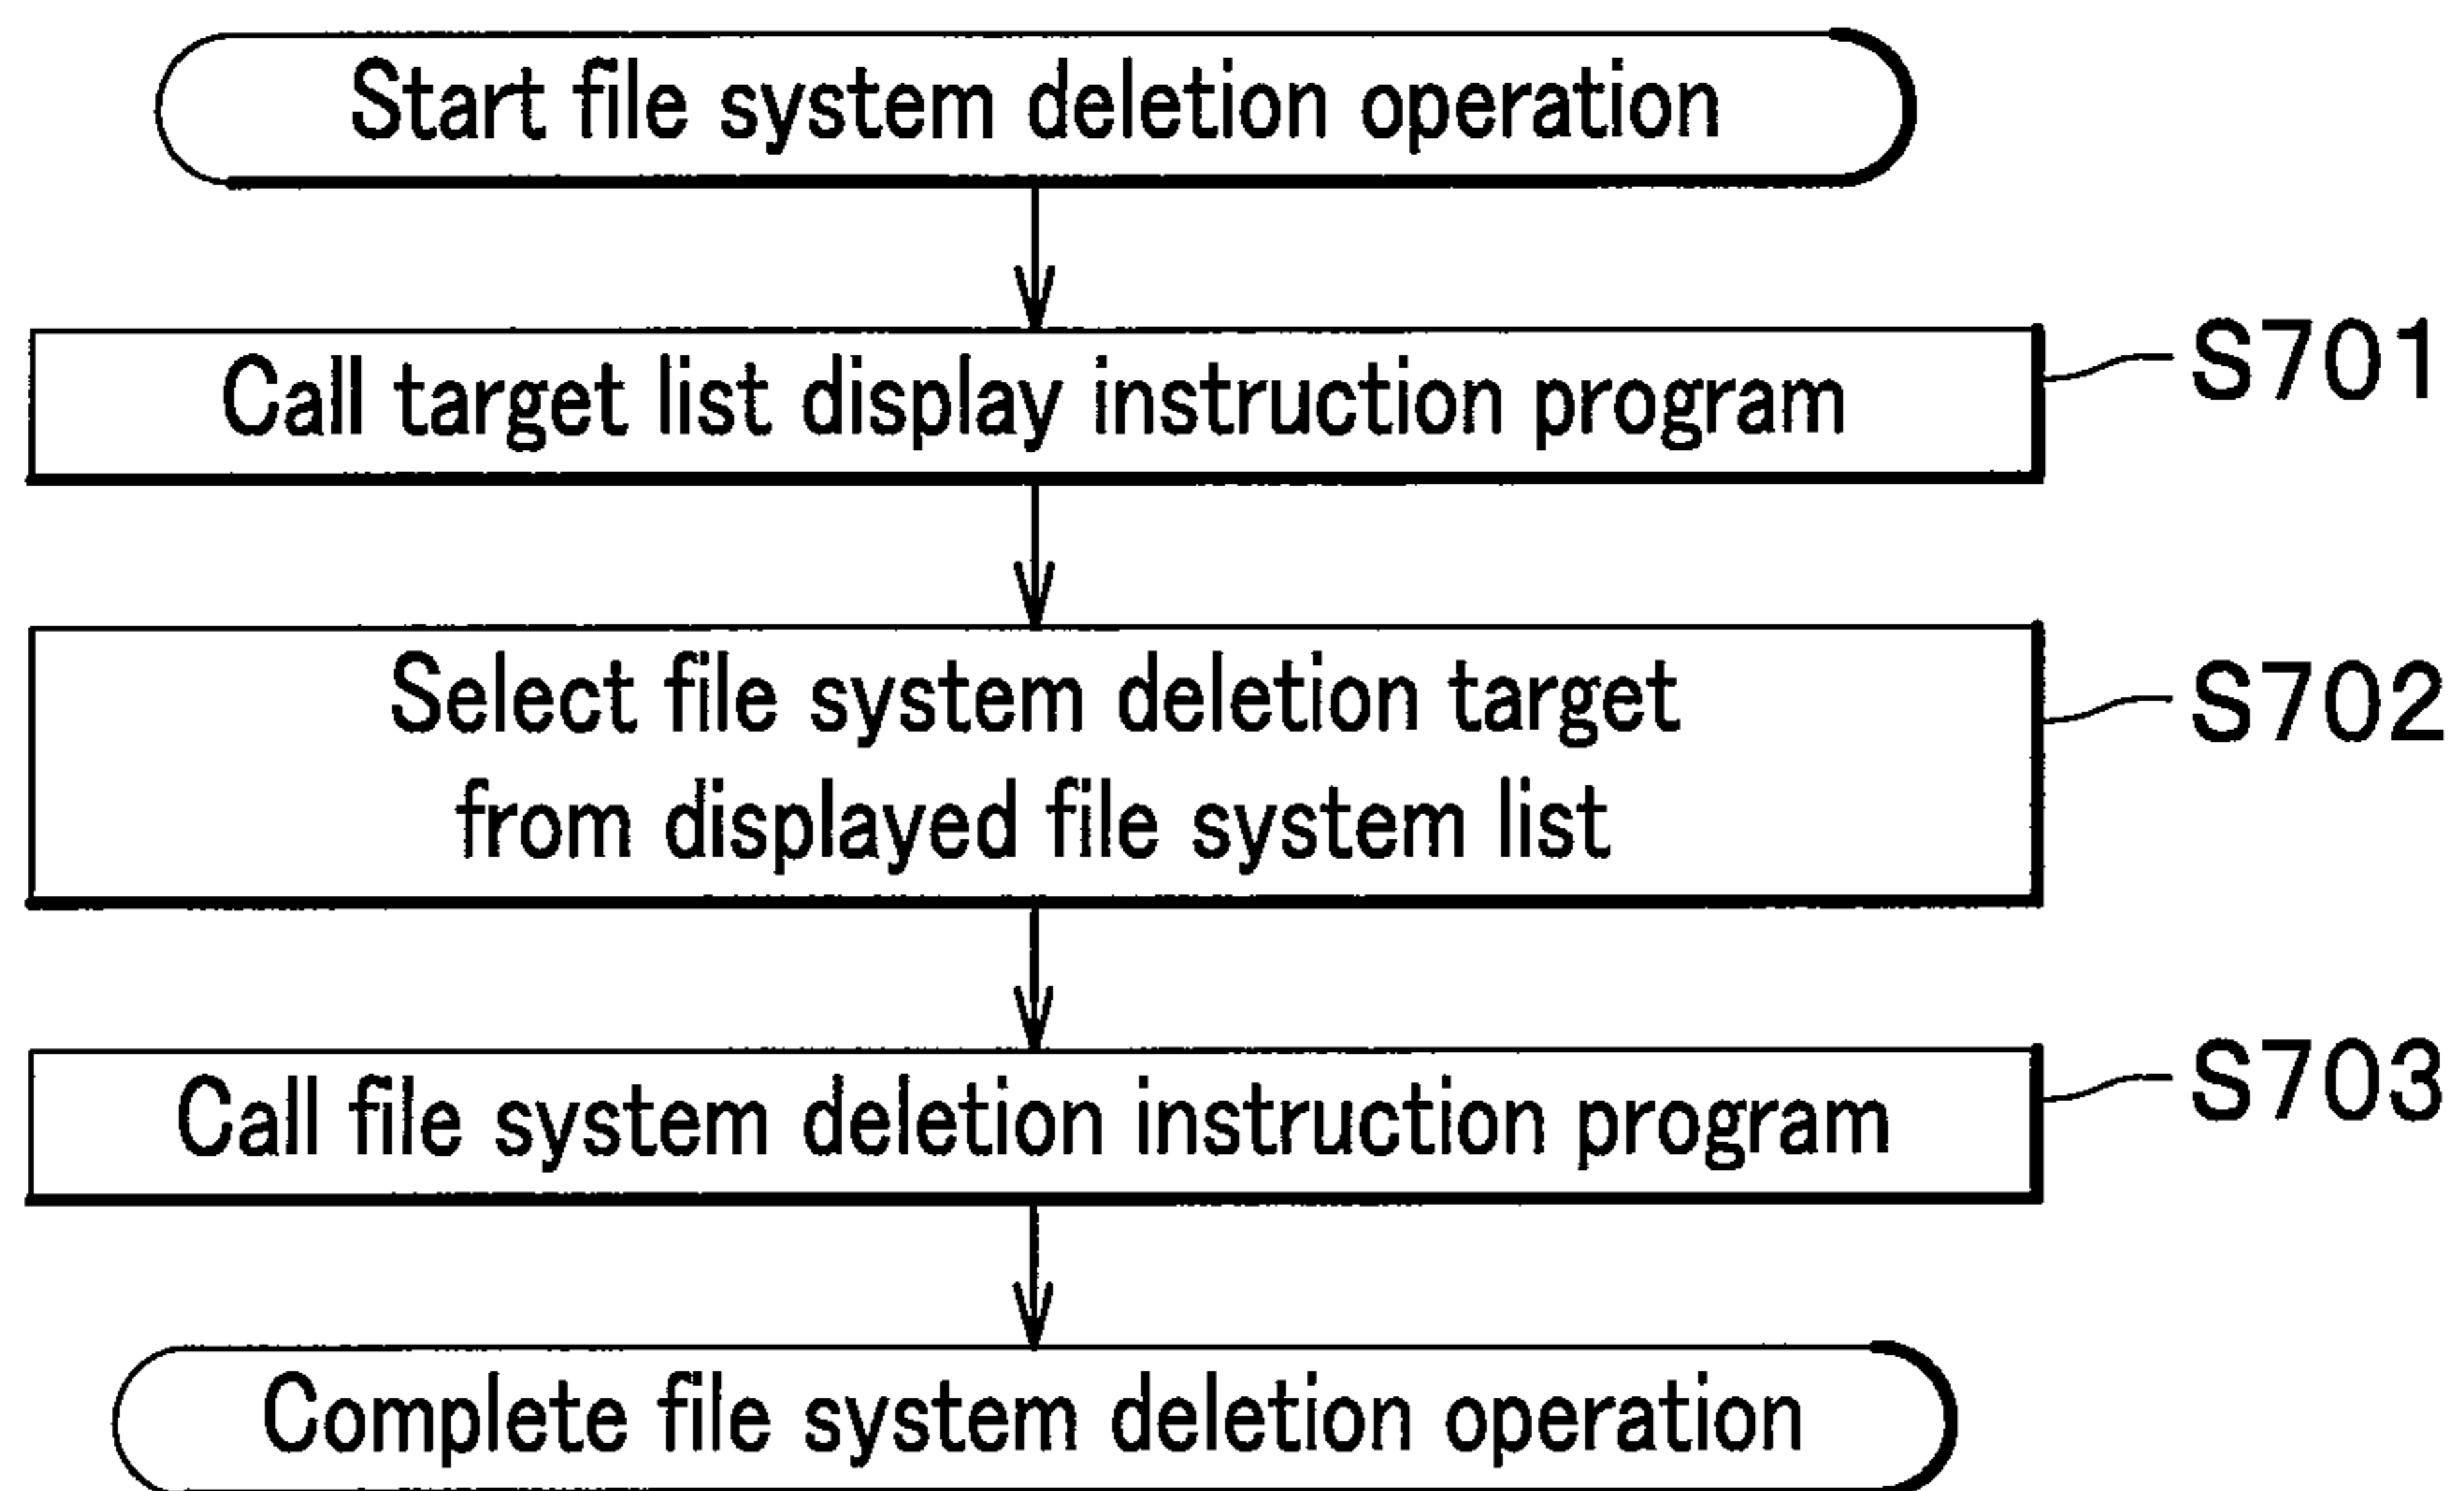 Start file system deletion operation
Call target list display instruction program
S701
Select file system deletion target
from displayed file system list
S702
Call file system deletion instruction program
S703
Complete file system deletion operation